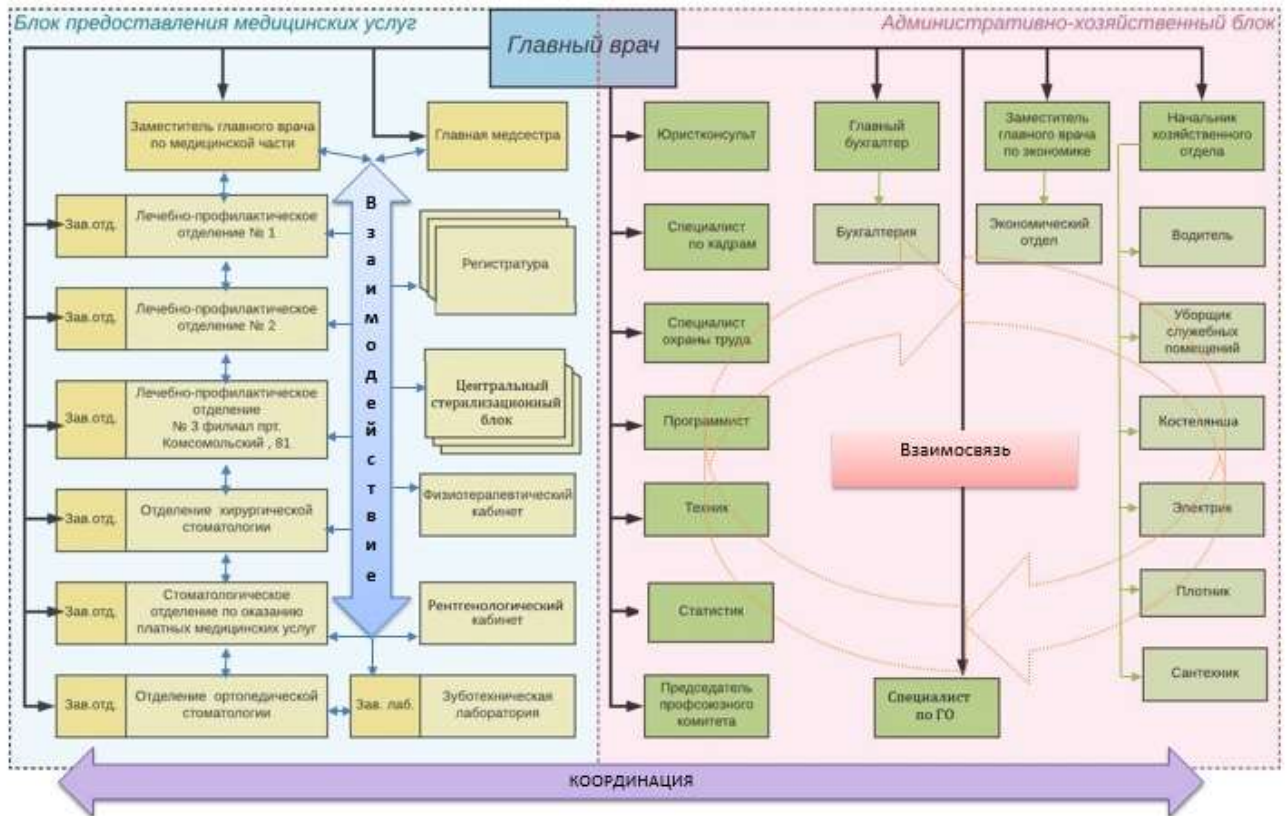 Блок предоставления медицинских услуг
Административно-хозяйственный блок
Главный врач
Заместитель главного врача
по медицинской части
Главная медсестра
Зав.отд.
Лечебно-профилактическое
отделение № 1
Зав.отд.
Лечебно-профилактическое
отделение № 2
Зав.отд.
Лечебно-профилактическое
отделение
№ 3 филиал прт.
Комсомольский , 81
Зав.отд.
Отделение хирургической
стоматологии
Зав.отд.
Стоматологическое
отделение по оказанию
платных медицинских услуг
Зав.отд.
Отделение ортопедической
стоматологии
Взаимодействие
Регистратура
Центральный
стерилизационный
блок
Физиотерапевтический
кабинет
Рентгенологический
кабинет
Зав. лаб.
Зуботехническая
лаборатория
Юристконсульт
Специалист
по кадрам
Специалист
охраны труда
Программист
Техник
Статистик
Председатель
профсоюзного
комитета
Главный
бухгалтер
Бухгалтерия
Заместитель
главного врача
по экономике
Экономический
отдел
Взаимосвязь
Специалист
по ГО
Начальник
хозяйственного
отдела
Водитель
Уборщик
служебных
помещений
Костелянша
Электрик
Плотник
Сантехник
КООРДИНАЦИЯ